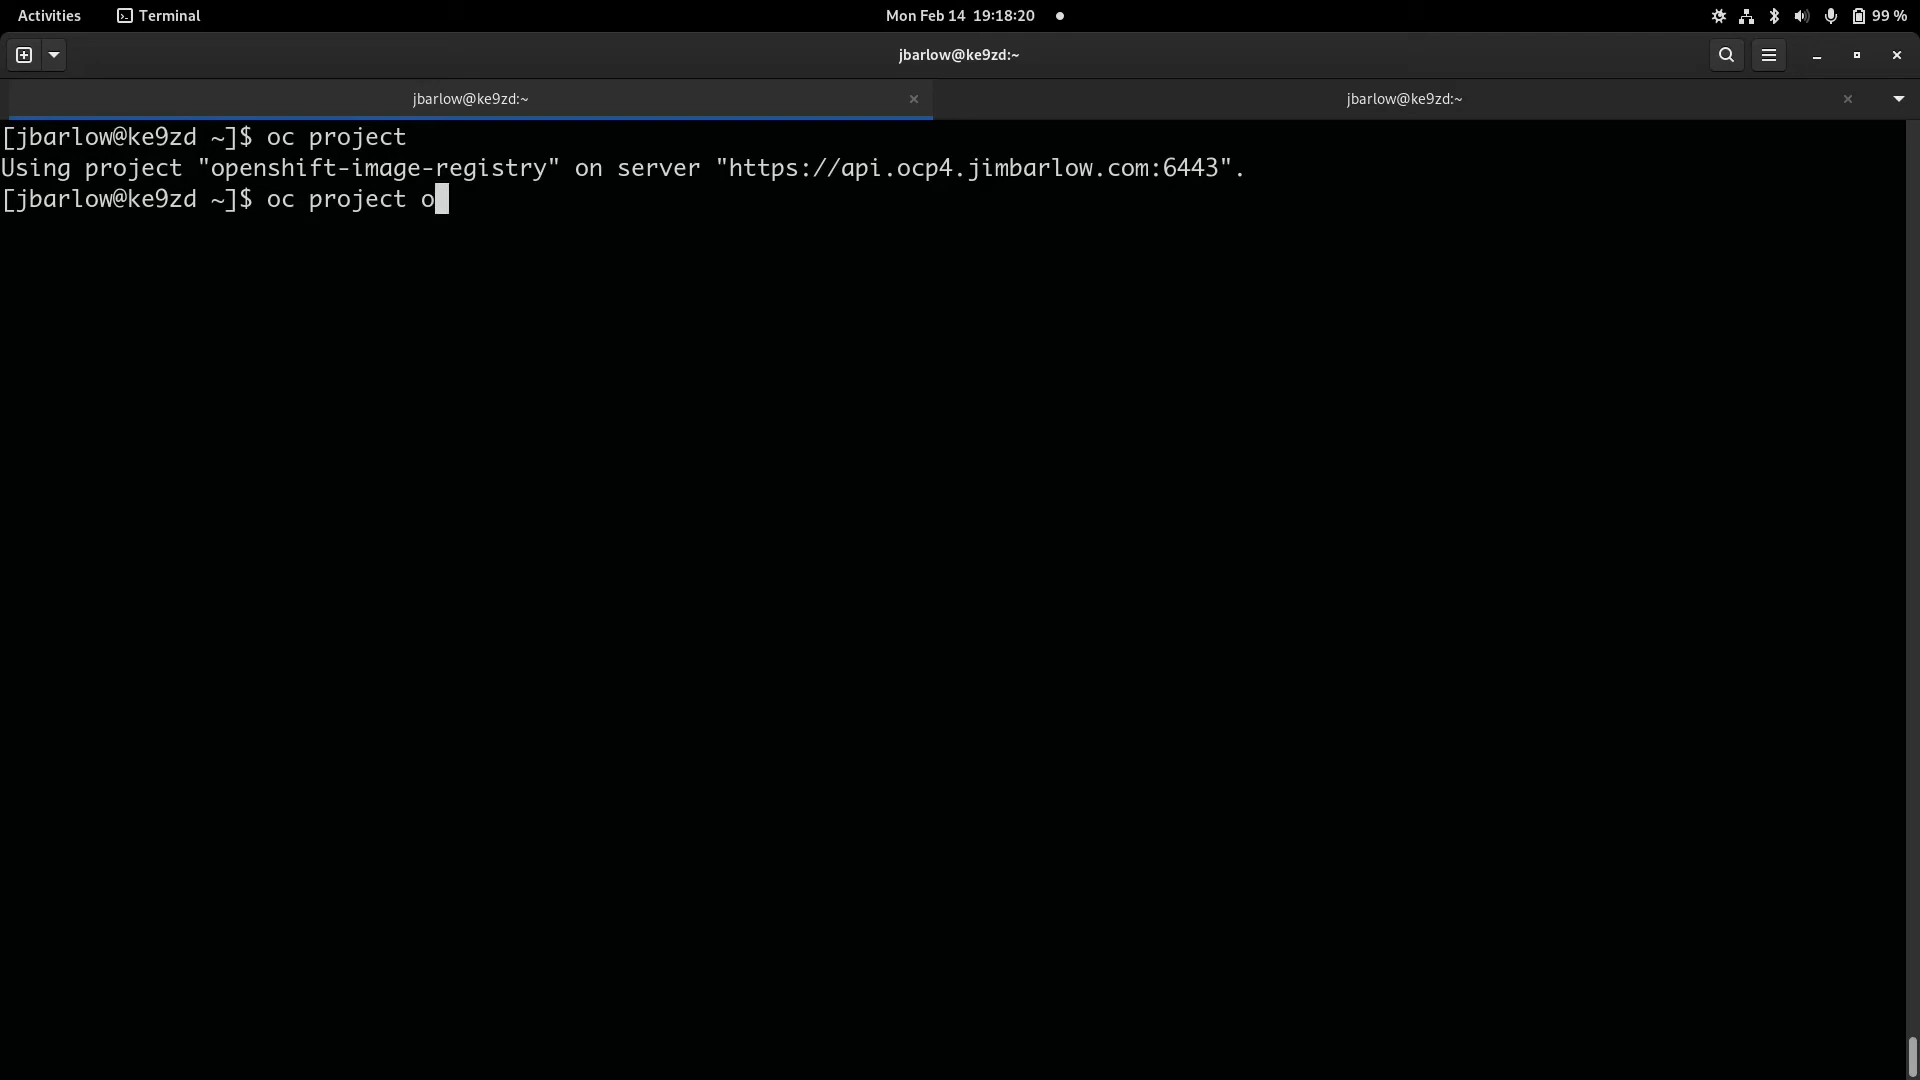 Activities Terminal Mon Feb 14 19:18:20 99 %
jbarlow@ke9zd:~
jbarlow@ke9zd:~ jbarlow@ke9zd:~
[jbarlow@ke9zd ~]$ oc project
Using project "openshift-image-registry" on server "https://api.ocp4.jimbarlow.com:6443".
[jbarlow@ke9zd ~]$ oc project o